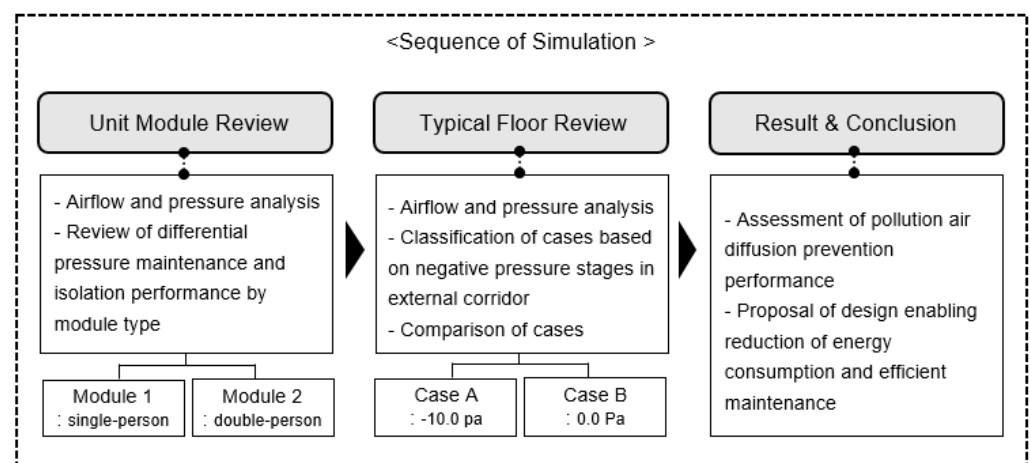 <Sequence of Simulation >
Unit Module Review
- Airflow and pressure analysis
- Review of differential
pressure maintenance and
isolation performance by
module type
Module 1
: single-person
Module 2
: double-person
Typical Floor Review
- Airflow and pressure analysis
- Classification of cases based
on negative pressure stages in
external corridor
- Comparison of cases
Case A
: -10.0 pa
Case B
: 0.0 Pa
Result & Conclusion
- Assessment of pollution air
diffusion prevention
performance
- Proposal of design enabling
reduction of energy
consumption and efficient
maintenance